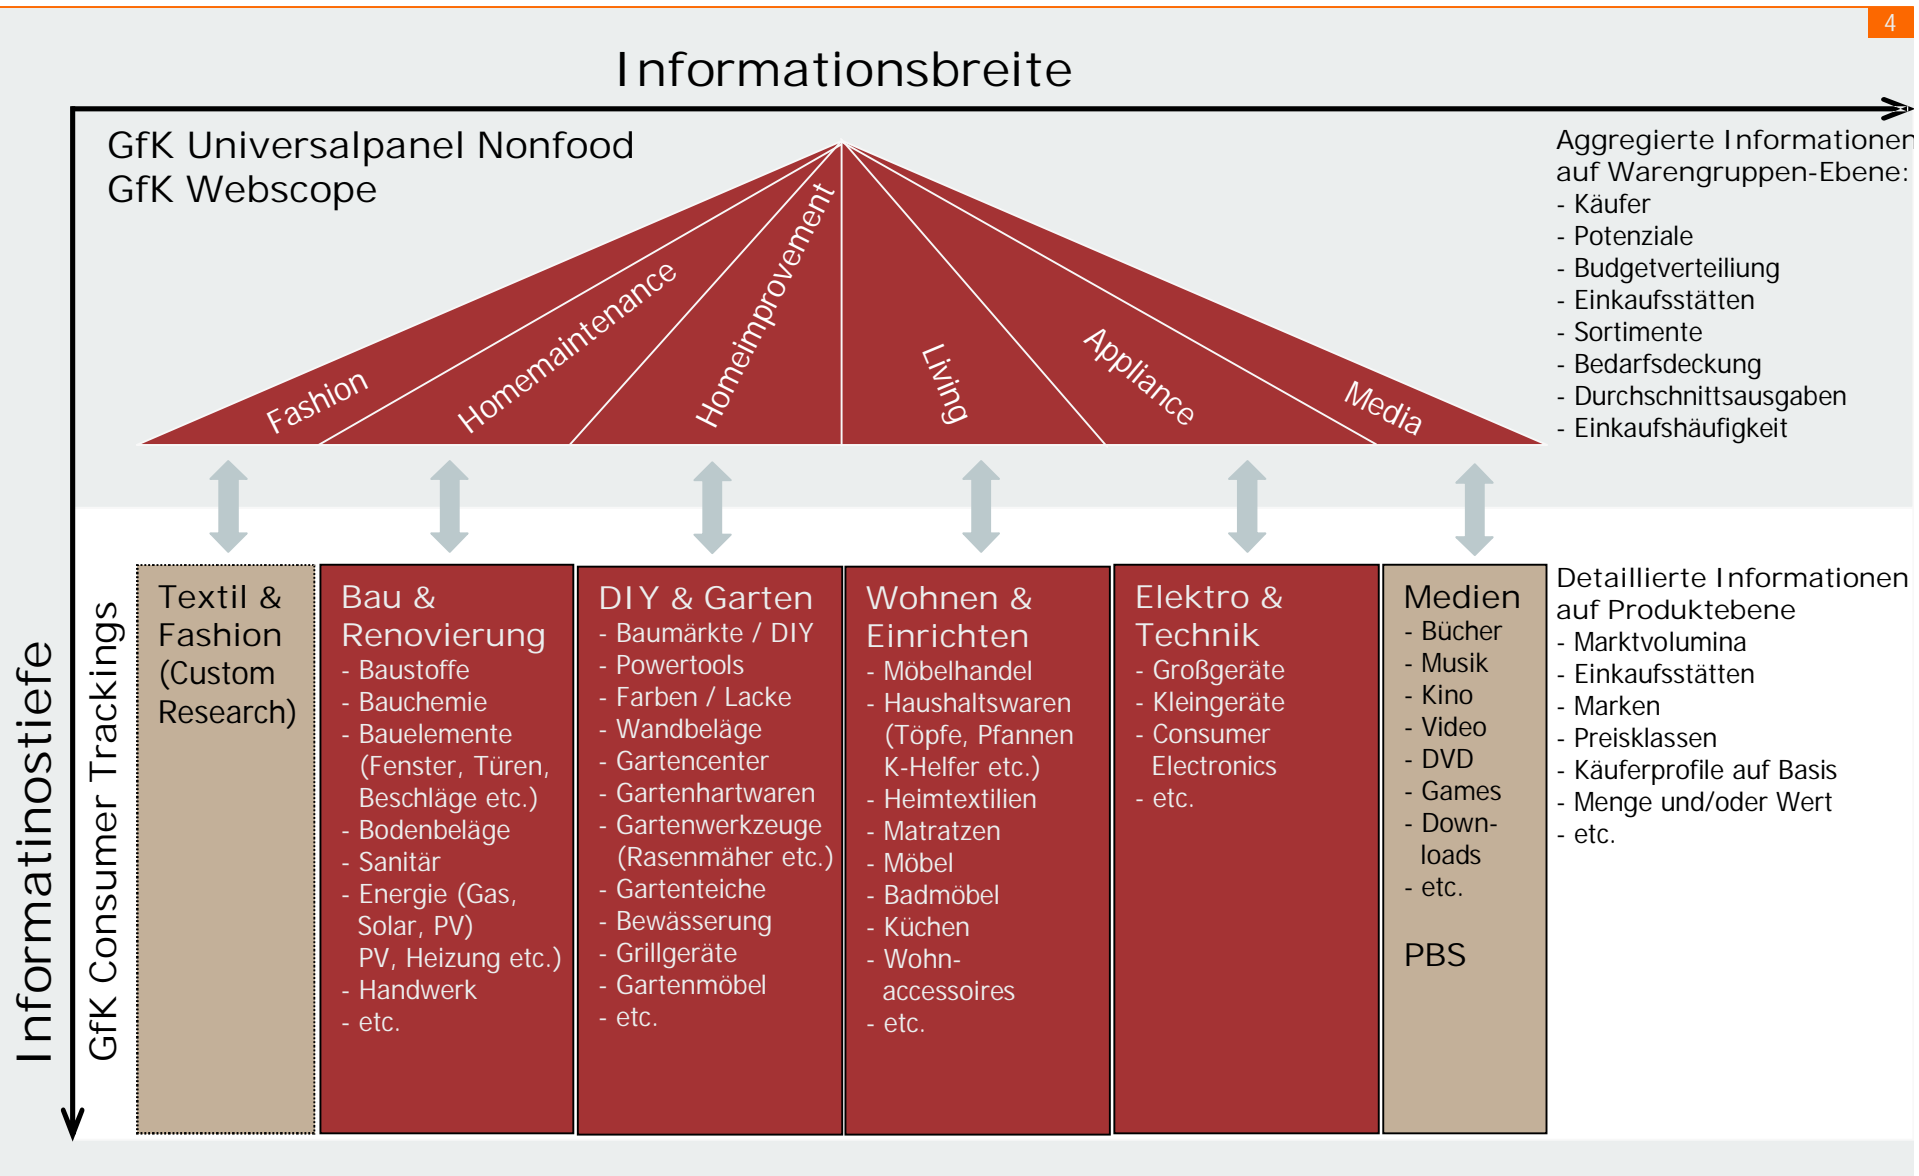 4
Informationsbreite
GfK Universalpanel Nonfood
GfK Webscope
Aggregierte Informationen
auf Warengruppen-Ebene:
- Käufer
- Potenziale
- Budgetverteiliung
- Einkaufsstätten
- Sortimente
- Bedarfsdeckung
- Durchschnittsausgaben
- Einkaufshäufigkeit
Fashion
Homemaintenance
Homeimprovement
Living
Appliance
Media
Informatinostiefe
GfK Consumer Trackings
Textil &
Fashion
(Custom
Research)
Bau &
Renovierung
- Baustoffe
- Bauchemie
- Bauelemente
(Fenster, Türen,
Beschläge etc.)
- Bodenbeläge
- Sanitär
- Energie (Gas,
Solar, PV)
PV, Heizung etc.)
- Handwerk
- etc.
DIY & Garten
- Baumärkte / DIY
- Powertools
- Farben / Lacke
- Wandbeläge
- Gartencenter
- Gartenhartwaren
- Gartenwerkzeuge
(Rasenmäher etc.)
- Gartenteiche
- Bewässerung
- Grillgeräte
- Gartenmöbel
- etc.
Wohnen &
Einrichten
- Möbelhandel
- Haushaltswaren
(Töpfe, Pfannen
K-Helfer etc.)
- Heimtextilien
- Matratzen
- Möbel
- Badmöbel
- Küchen
- Wohn-
accessoires
- etc.
Elektro &
Technik
- Großgeräte
- Kleingeräte
- Consumer
Electronics
- etc.
Medien
- Bücher
- Musik
- Kino
- Video
- DVD
- Games
- Down-
loads
- etc.
PBS
Detaillierte Informationen
auf Produktebene
- Marktvolumina
- Einkaufsstätten
- Marken
- Preisklassen
- Käuferprofile auf Basis
- Menge und/oder Wert
- etc.